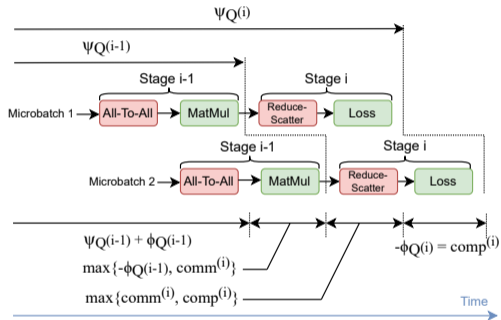 ΨQ(i)
ΨQ(i-1)
Stage i-1
Stage i
Microbatch 1
All-To-All
MatMul
Reduce-
Scatter
Loss
Stage i-1
Stage i
Microbatch 2
All-To-All
MatMul
Reduce-
Scatter
Loss
ΨQ(i-1) + ϕQ(i-1)
-ϕQ(i) = comp(i)
max{-ϕQ(i-1), comm(i)}
max{comm(i), comp(i)}
Time